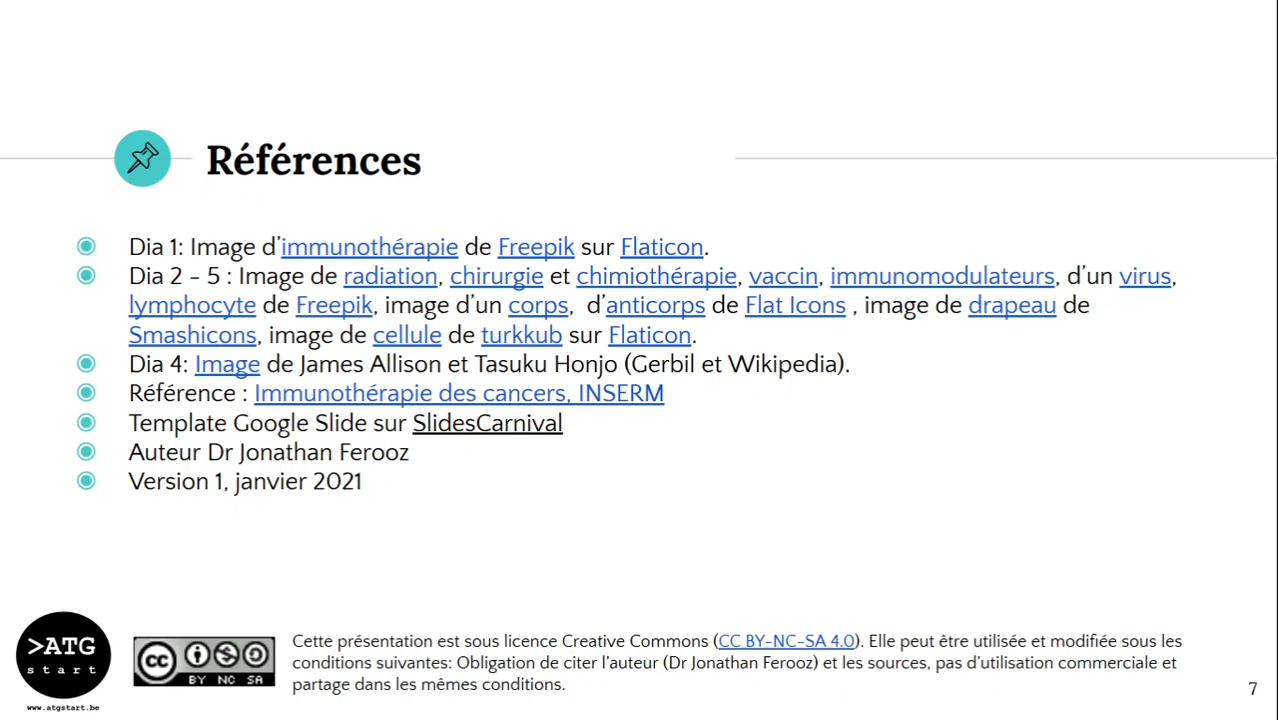 Références
Dia 1: Image d'immunothérapie de Freepik sur Flaticon.
Dia 2 - 5 : Image de radiation, chirurgie et chimiothérapie, vaccin, immunomodulateurs, d'un virus,
lymphocyte de Freepik, image d'un corps, d'anticorps de Flat Icons , image de drapeau de
Smashicons, image de cellule de turkkub sur Flaticon.
Dia 4: Image de James Allison et Tasuku Honjo (Gerbil et Wikipedia).
Référence : Immunothérapie des cancers, INSERM
Template Google Slide sur SlidesCarnival
Auteur Dr Jonathan Ferooz
Version 1, janvier 2021
>ATG
start
www.atgstart.be
cc
BY NC SA
Cette présentation est sous licence Creative Commons (CC BY-NC-SA 4.0). Elle peut être utilisée et modifiée sous les
conditions suivantes: Obligation de citer l'auteur (Dr Jonathan Ferooz) et les sources, pas d'utilisation commerciale et
partage dans les mêmes conditions.
7